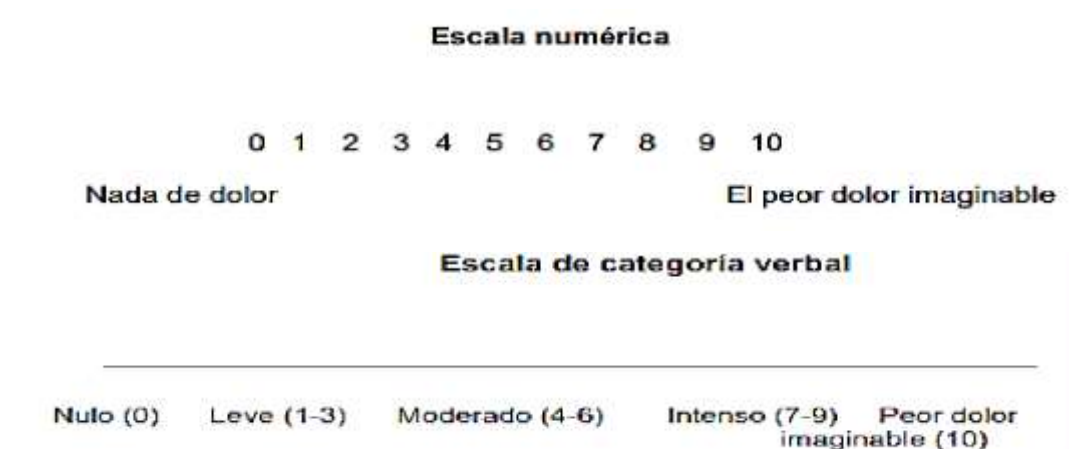 Escala numérica
0 1 2 3 4 5 6 7 8 9 10
Nada de dolor El peor dolor imaginable
Escala de categoría verbal
Nulo (0) Leve (1-3) Moderado (4-6) Intenso (7-9) Peor dolor
imaginable (10)